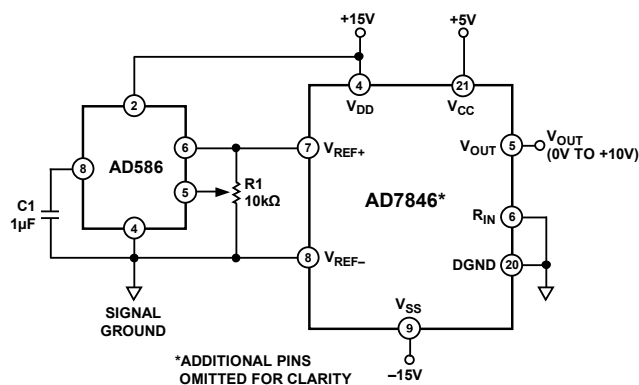 +15V
+5V
2
4
21
V_DD
V_CC
6
7
V_REF+
V_OUT
5
V_OUT
(0V TO +10V)
8
AD586
R1
10kΩ
5
AD7846*
C1
1µF
R_IN
6
4
8
V_REF–
DGND
20
SIGNAL
GROUND
V_SS
9
–15V
*ADDITIONAL PINS
OMITTED FOR CLARITY